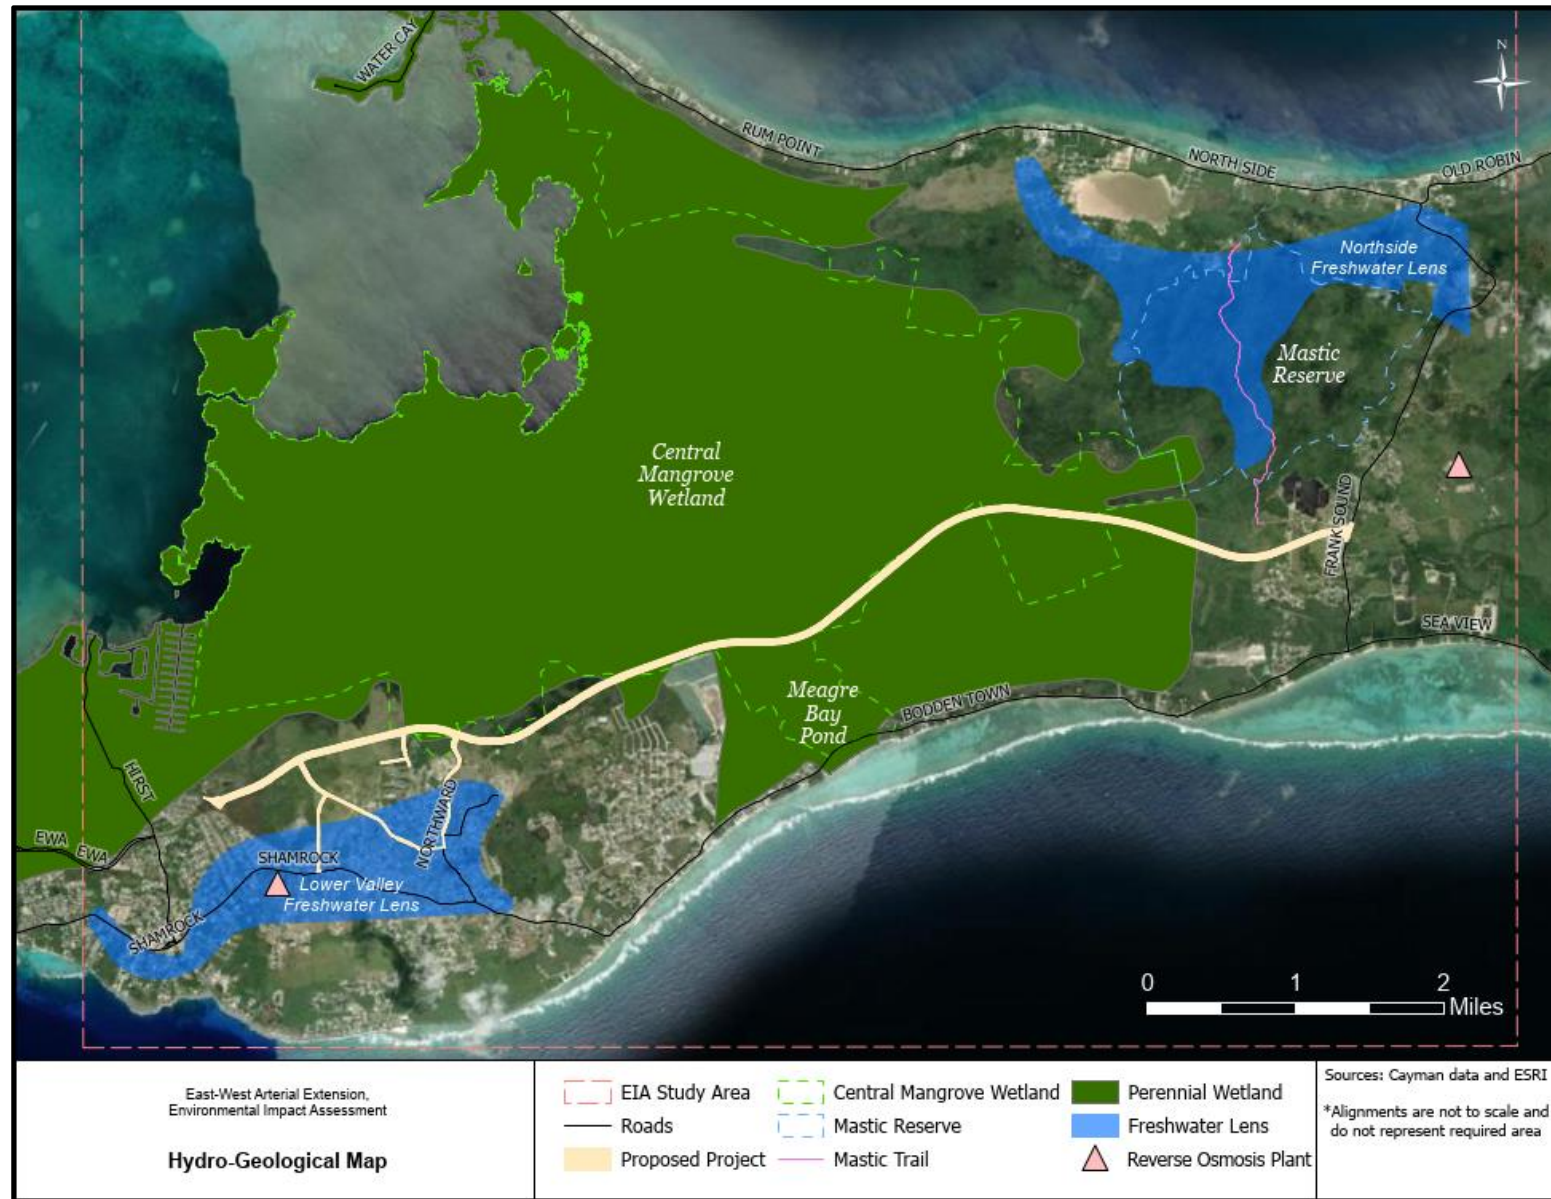 WATER CAY
N
RUM POINT
NORTH SIDE
OLD ROBIN
Northside
Freshwater Lens
Mastic
Reserve
Central
Mangrove
Wetland
FRANK SOUND
SEA VIEW
Meagre
Bay
Pond
BODDEN TOWN
HIRST
NORTHWARD
EWA EWA
SHAMROCK
Lower Valley
Freshwater Lens
SHAMROCK
0 1 2
Miles
East-West Arterial Extension,
Environmental Impact Assessment
Hydro-Geological Map
EIA Study Area
Roads
Proposed Project
Central Mangrove Wetland
Mastic Reserve
Mastic Trail
Perennial Wetland
Freshwater Lens
Reverse Osmosis Plant
Sources: Cayman data and ESRI
*Alignments are not to scale and
do not represent required area